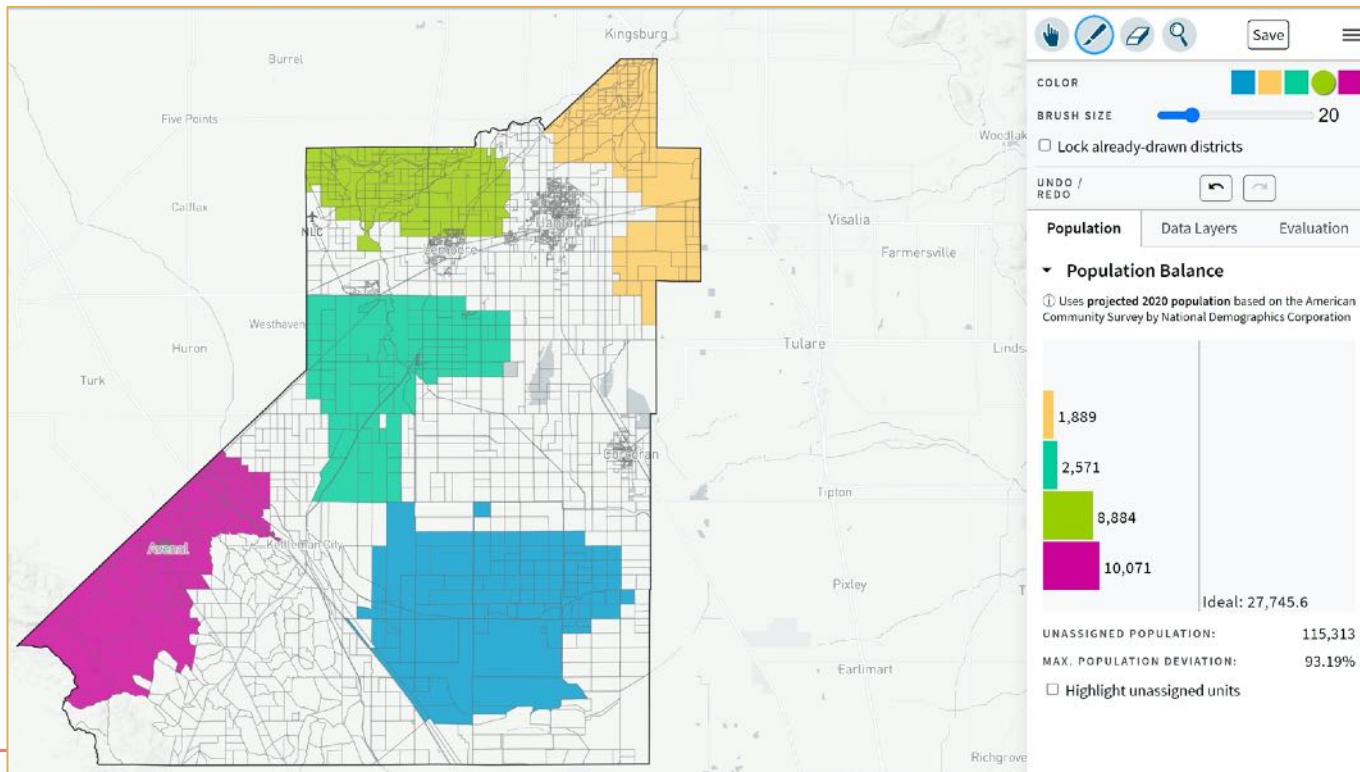 Kingsburg
Burrel
Five Points
Woodlak
Calflax
Visalia
NLC
Farmersville
Westhaven
Tulare
Huron
Linds
Turk
Corcoran
Tipton
Avenal
Kettleman City
Pixley
T
Earlimart
Richgrove
Save
COLOR
BRUSH SIZE 20
Lock already-drawn districts
UNDO /
REDO
Population Data Layers Evaluation
Population Balance
ⓘ Uses projected 2020 population based on the American
Community Survey by National Demographics Corporation
1,889
2,571
8,884
10,071
Ideal: 27,745.6
UNASSIGNED POPULATION: 115,313
MAX. POPULATION DEVIATION: 93.19%
Highlight unassigned units